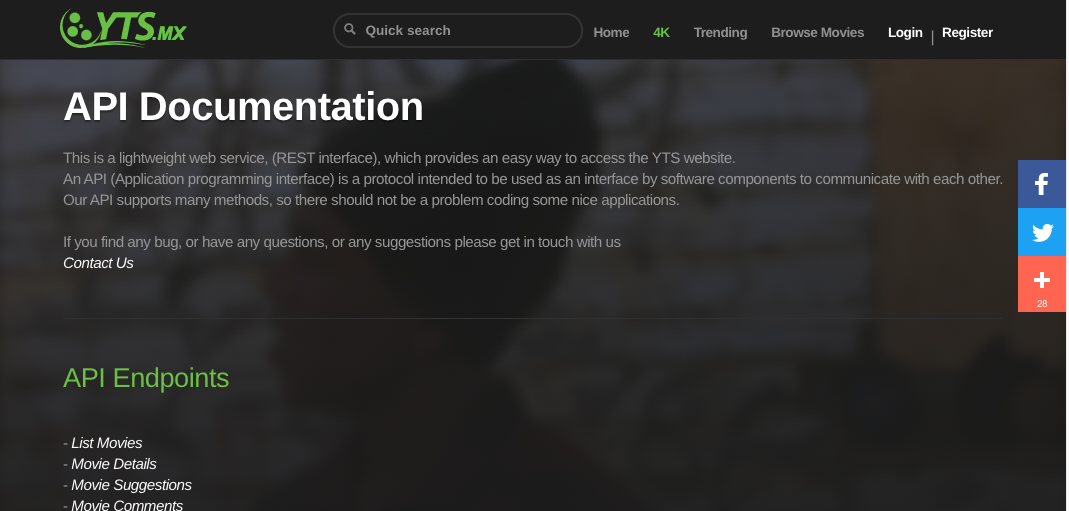 YTS.MX
Quick search
Home
4K
Trending
Browse Movies
Login
Register
API Documentation
This is a lightweight web service, (REST interface), which provides an easy way to access the YTS website.
An API (Application programming interface) is a protocol intended to be used as an interface by software components to communicate with each other.
Our API supports many methods, so there should not be a problem coding some nice applications.
If you find any bug, or have any questions, or any suggestions please get in touch with us
Contact Us
28
API Endpoints
- List Movies
- Movie Details
- Movie Suggestions
- Movie Comments